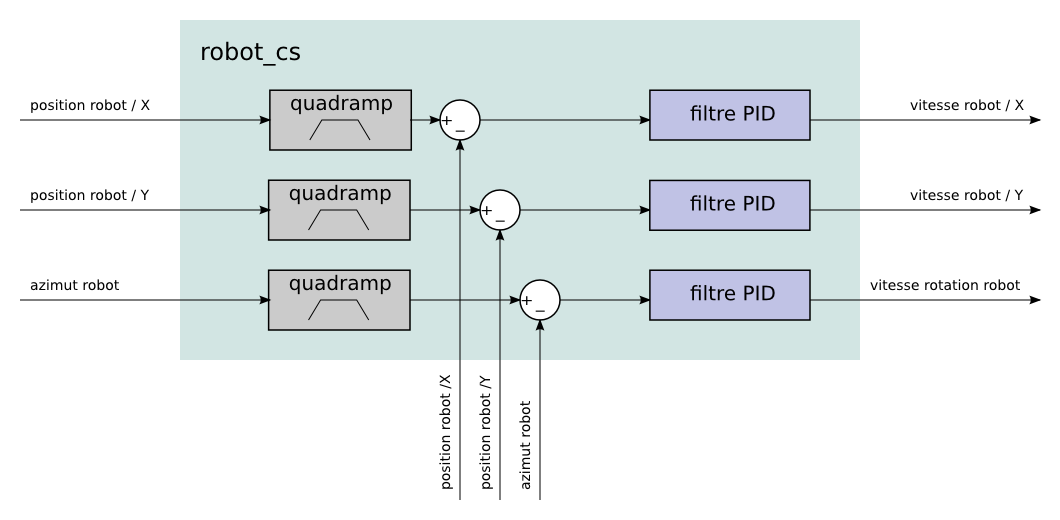 robot_cs
position robot / X
quadramp
+
_
filtre PID
vitesse robot / X
position robot / Y
quadramp
+
_
filtre PID
vitesse robot / Y
azimut robot
quadramp
+
_
filtre PID
vitesse rotation robot
position robot /X
position robot /Y
azimut robot